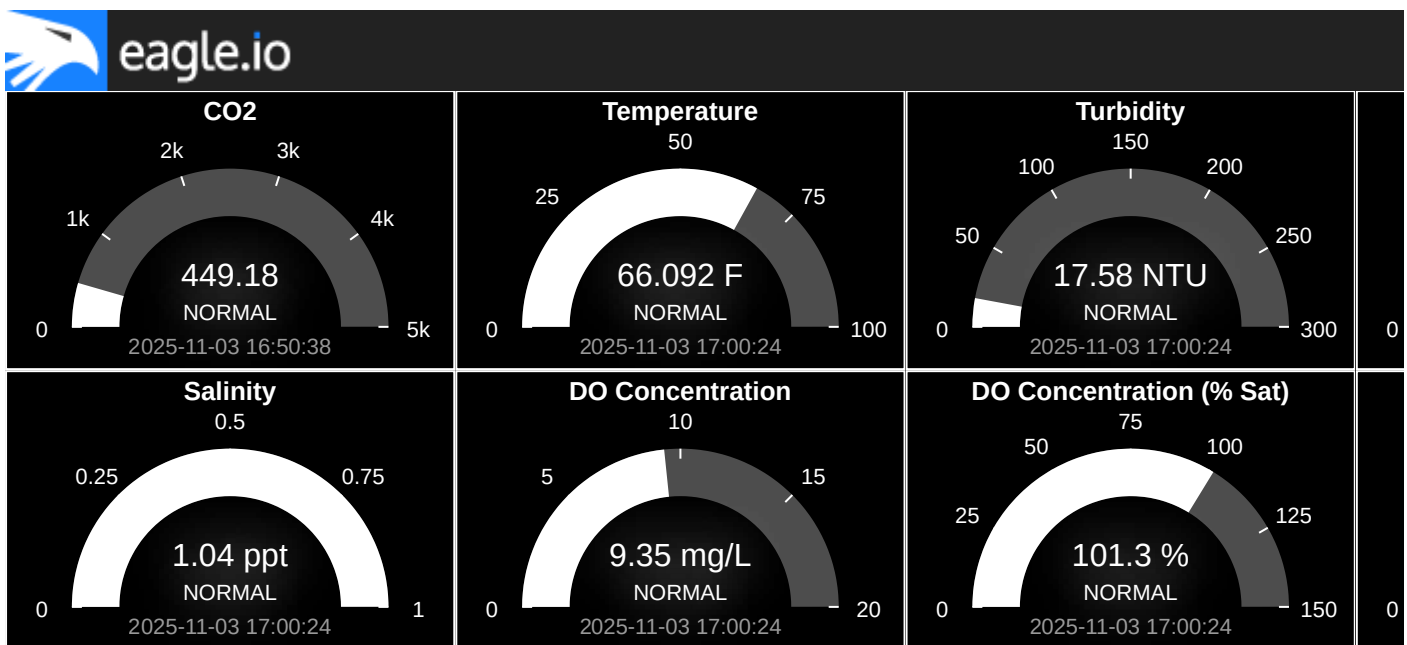 eagle.io
CO2
0
1k
2k
3k
4k
5k
449.18
NORMAL
2025-11-03 16:50:38
Temperature
0
25
50
75
100
66.092 F
NORMAL
2025-11-03 17:00:24
Turbidity
0
50
100
150
200
250
300
17.58 NTU
NORMAL
2025-11-03 17:00:24
0
Salinity
0
0.25
0.5
0.75
1
1.04 ppt
NORMAL
2025-11-03 17:00:24
DO Concentration
0
5
10
15
20
9.35 mg/L
NORMAL
2025-11-03 17:00:24
DO Concentration (% Sat)
0
25
50
75
100
125
150
101.3 %
NORMAL
2025-11-03 17:00:24
0